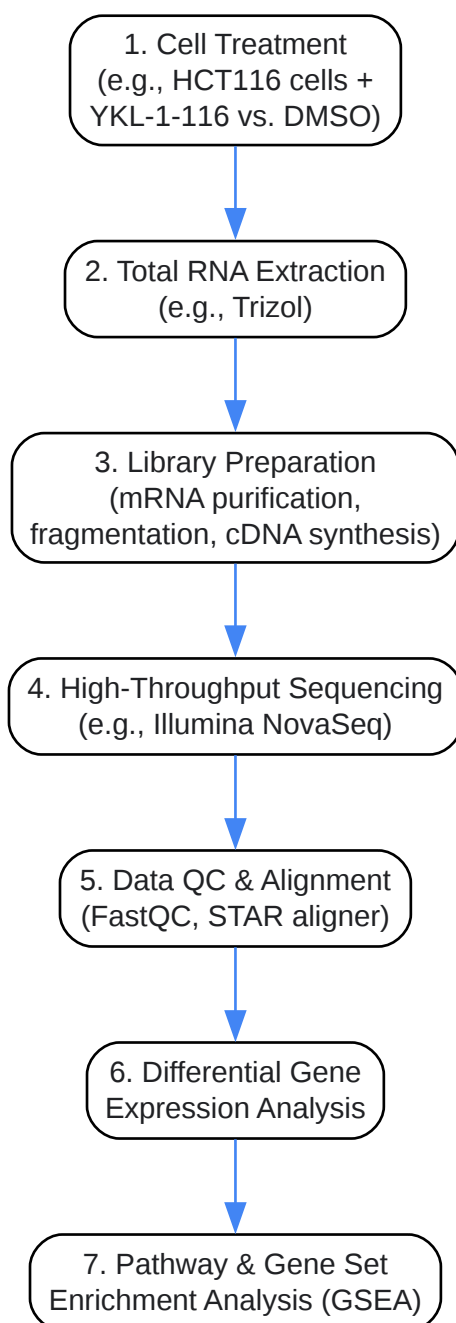 1. Cell Treatment
(e.g., HCT116 cells +
YKL-1-116 vs. DMSO)
2. Total RNA Extraction
(e.g., Trizol)
3. Library Preparation
(mRNA purification,
fragmentation, cDNA synthesis)
4. High-Throughput Sequencing
(e.g., Illumina NovaSeq)
5. Data QC & Alignment
(FastQC, STAR aligner)
6. Differential Gene
Expression Analysis
7. Pathway & Gene Set
Enrichment Analysis (GSEA)